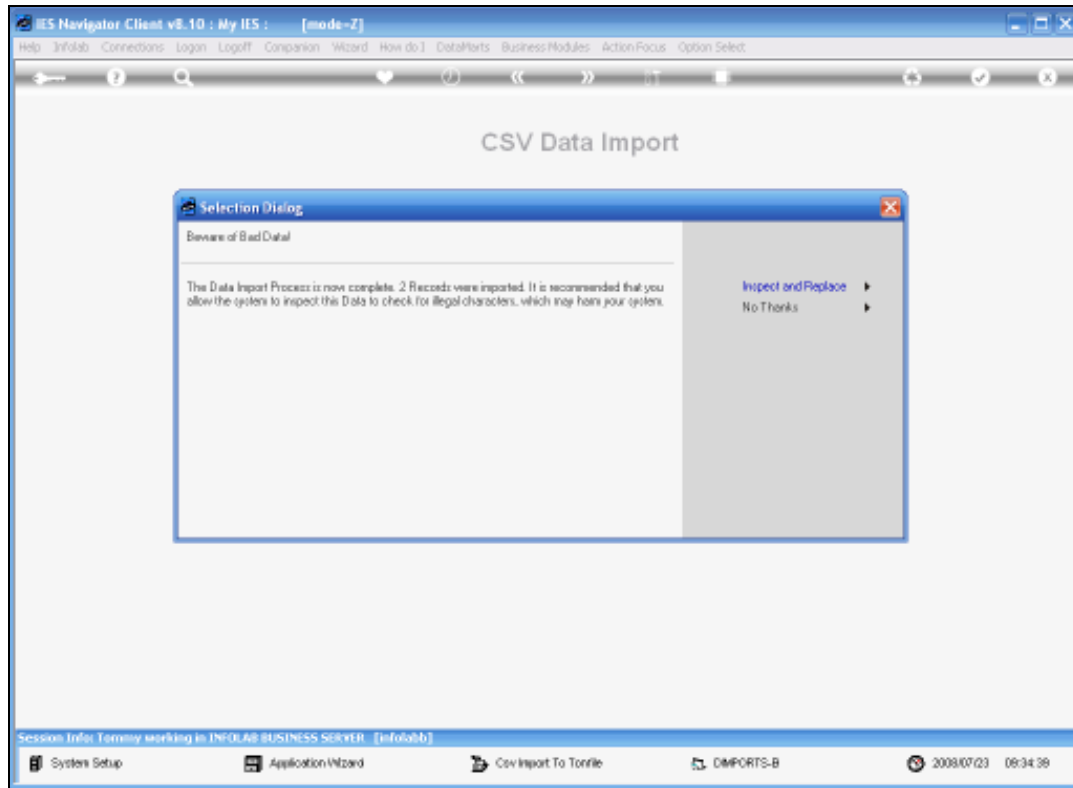 IES Navigator Client v8.10 : My IES : [mode=Z]
Help Infolab Connections Logon Logoff Companion Wizard How do I DataMarts Business Modules Action Focus Option Select
CSV Data Import
Selection Dialog
Beware of Bad Data!
The Data Import Process is now complete. 2 Records were imported. It is recommended that you
allow the system to inspect this Data to check for illegal characters, which may harm your system.
Inspect and Replace
No Thanks
Session Info: Tommy working in INFOLAB BUSINESS SERVER [infolabb]
System Setup Application Wizard Csv Import To Tomfile DIMPORTS-B 2008/07/23 09:34:39